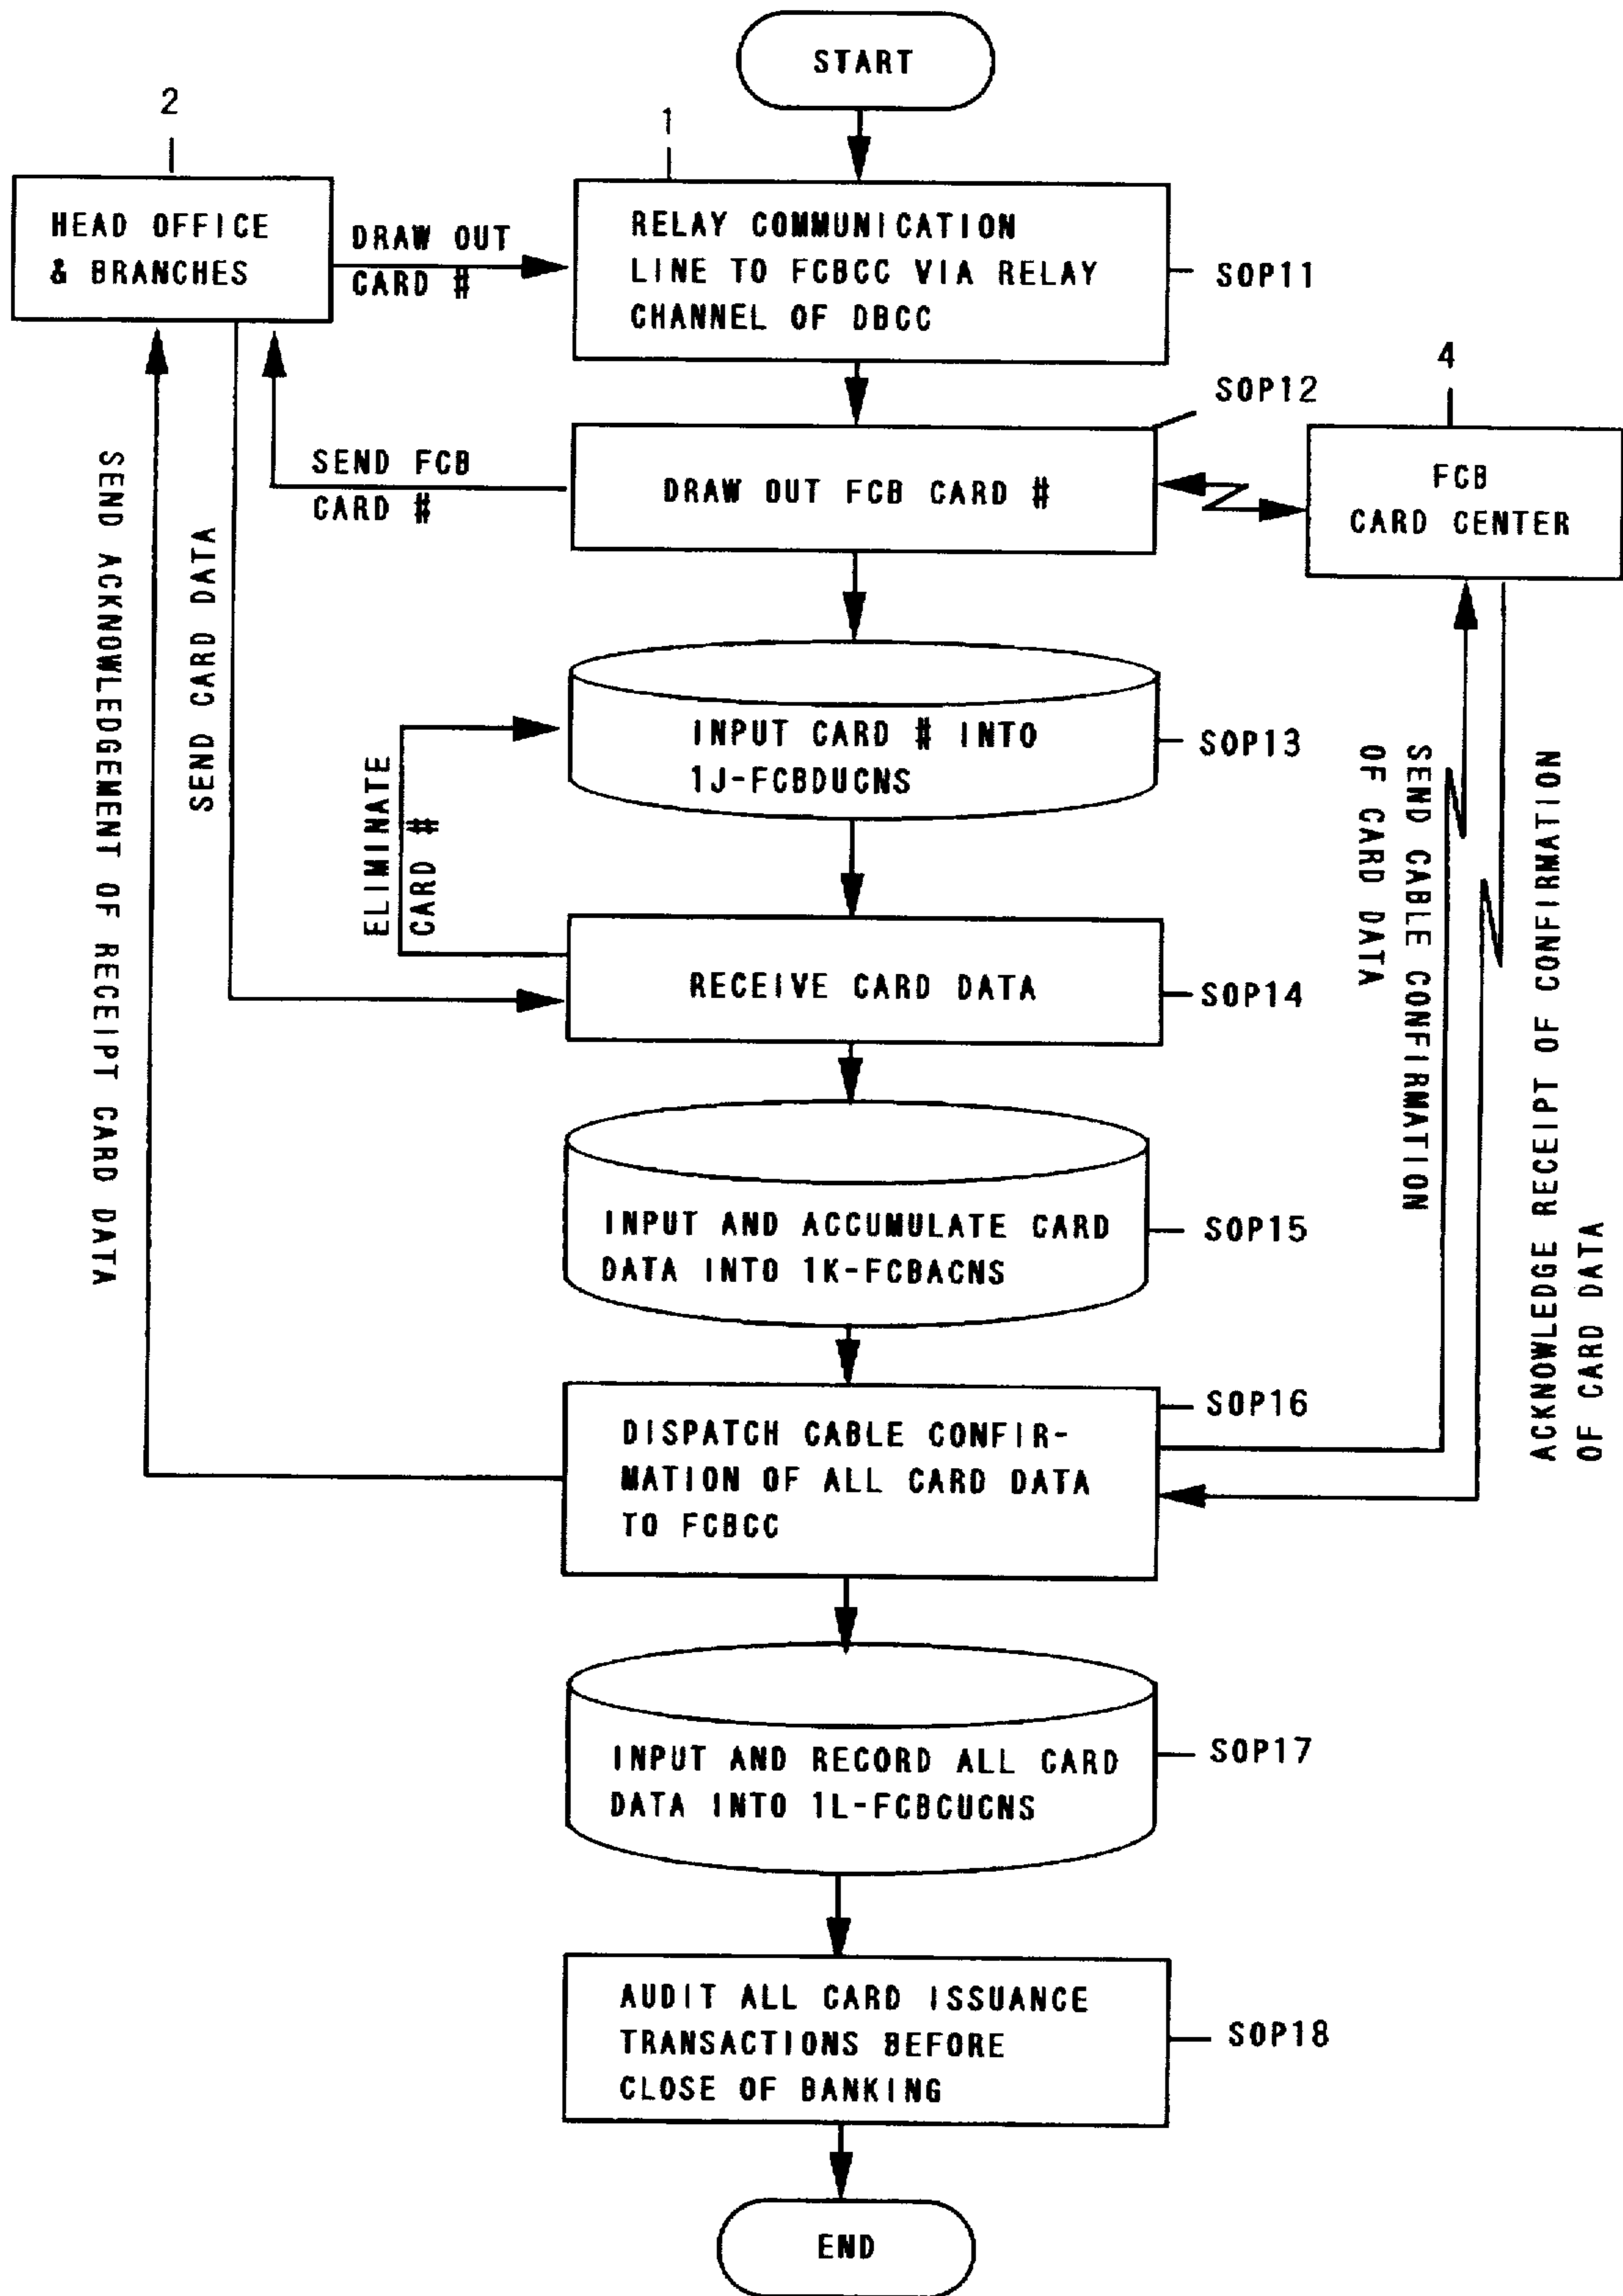 START
2
1
HEAD OFFICE
& BRANCHES
DRAW OUT
CARD #
RELAY COMMUNICATION
LINE TO FCBCC VIA RELAY
CHANNEL OF DBCC
SOP11
SOP12
4
SEND FCB
CARD #
DRAW OUT FCB CARD #
FCB
CARD CENTER
SEND ACKNOWLEDGEMENT OF RECEIPT CARD DATA
SEND CARD DATA
ELIMINATE
CARD #
INPUT CARD # INTO
1J-FCBDUCNS
SOP13
SEND CABLE CONFIRMATION
OF CARD DATA
ACKNOWLEDGE RECEIPT OF CONFIRMATION
OF CARD DATA
RECEIVE CARD DATA
SOP14
INPUT AND ACCUMULATE CARD
DATA INTO 1K-FCBACNS
SOP15
DISPATCH CABLE CONFIR-
MATION OF ALL CARD DATA
TO FCBCC
SOP16
INPUT AND RECORD ALL CARD
DATA INTO 1L-FCBCUCNS
SOP17
AUDIT ALL CARD ISSUANCE
TRANSACTIONS BEFORE
CLOSE OF BANKING
SOP18
END